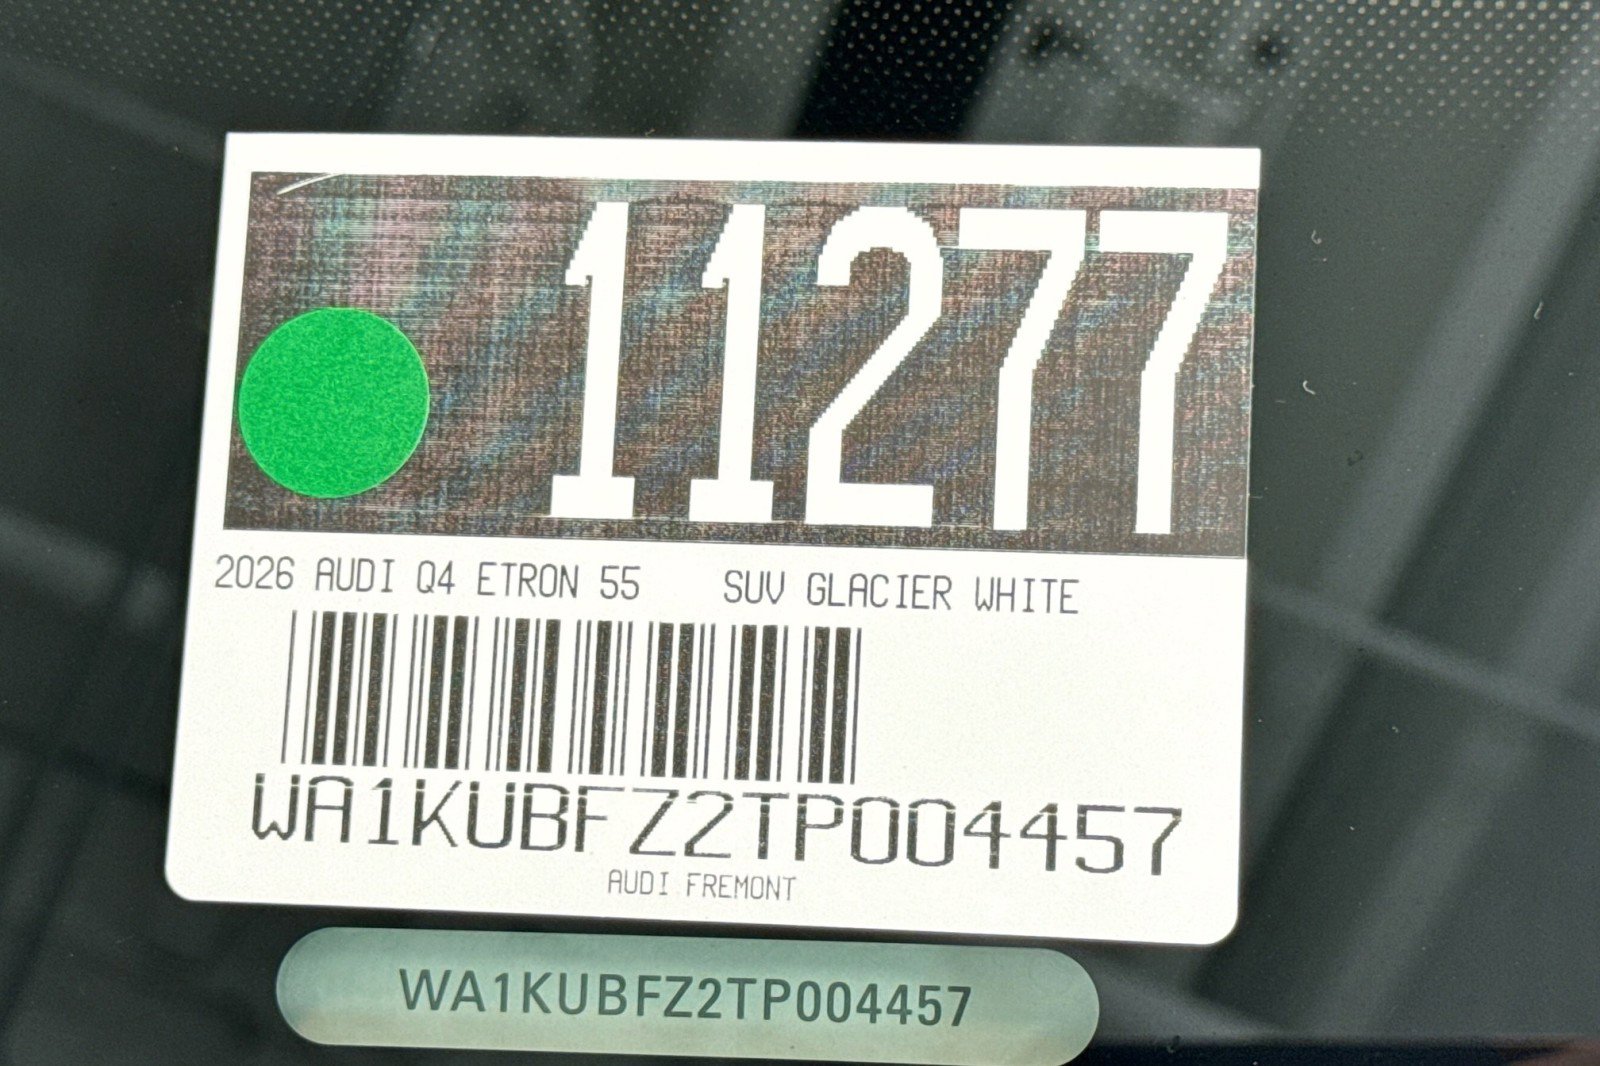 11277
2026 AUDI Q4 ETRON 55 SUV GLACIER WHITE
WA1KUBFZ2TP004457
AUDI FREMONT
WA1KUBFZ2TP004457